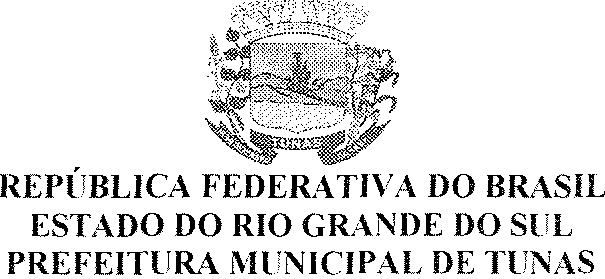 REPÚBLICA FEDERATIVA DO BRASIL
ESTADO DO RIO GRANDE DO SUL
PREFEITURA MUNICIPAL DE TUNAS